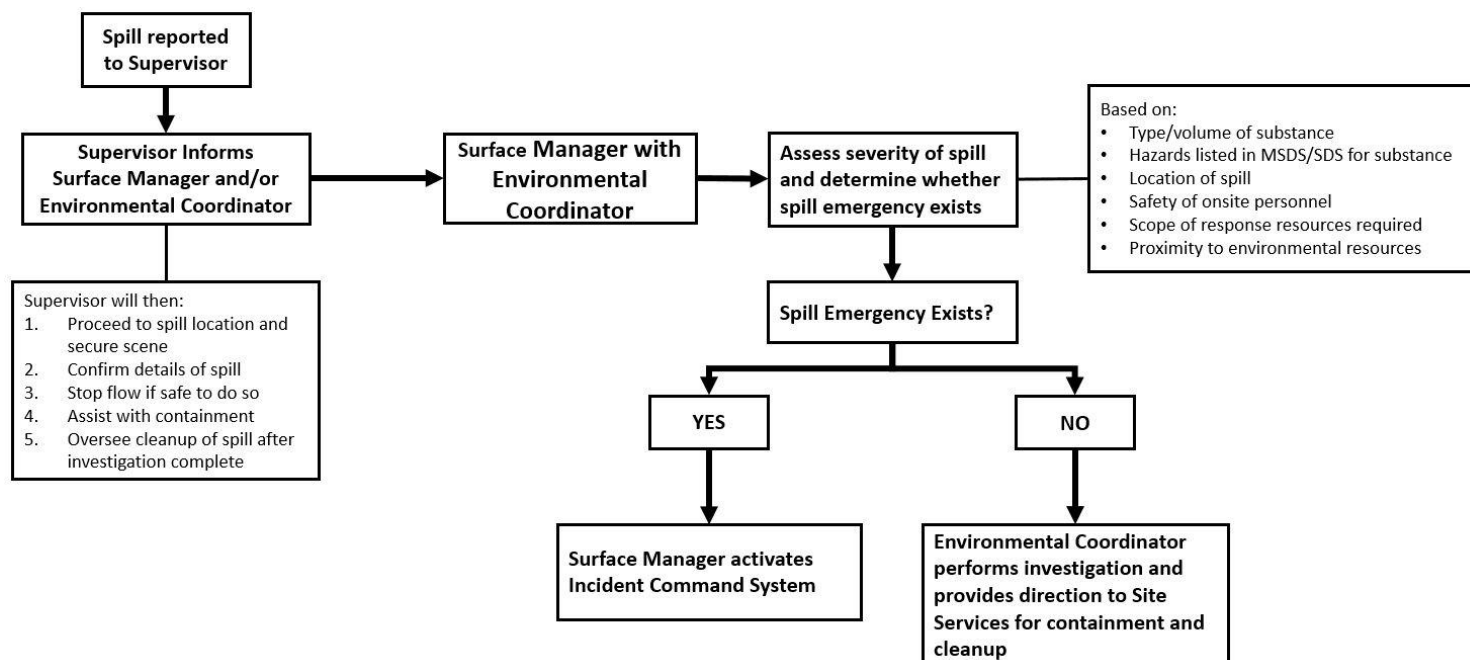 Spill reported
to Supervisor
Supervisor Informs
Surface Manager and/or
Environmental Coordinator
Supervisor will then:
1. Proceed to spill location and
secure scene
2. Confirm details of spill
3. Stop flow if safe to do so
4. Assist with containment
5. Oversee cleanup of spill after
investigation complete
Surface Manager with
Environmental
Coordinator
Assess severity of spill
and determine whether
spill emergency exists
Based on:
• Type/volume of substance
• Hazards listed in MSDS/SDS for substance
• Location of spill
• Safety of onsite personnel
• Scope of response resources required
• Proximity to environmental resources
Spill Emergency Exists?
YES
NO
Surface Manager activates
Incident Command System
Environmental Coordinator
performs investigation and
provides direction to Site
Services for containment and
cleanup